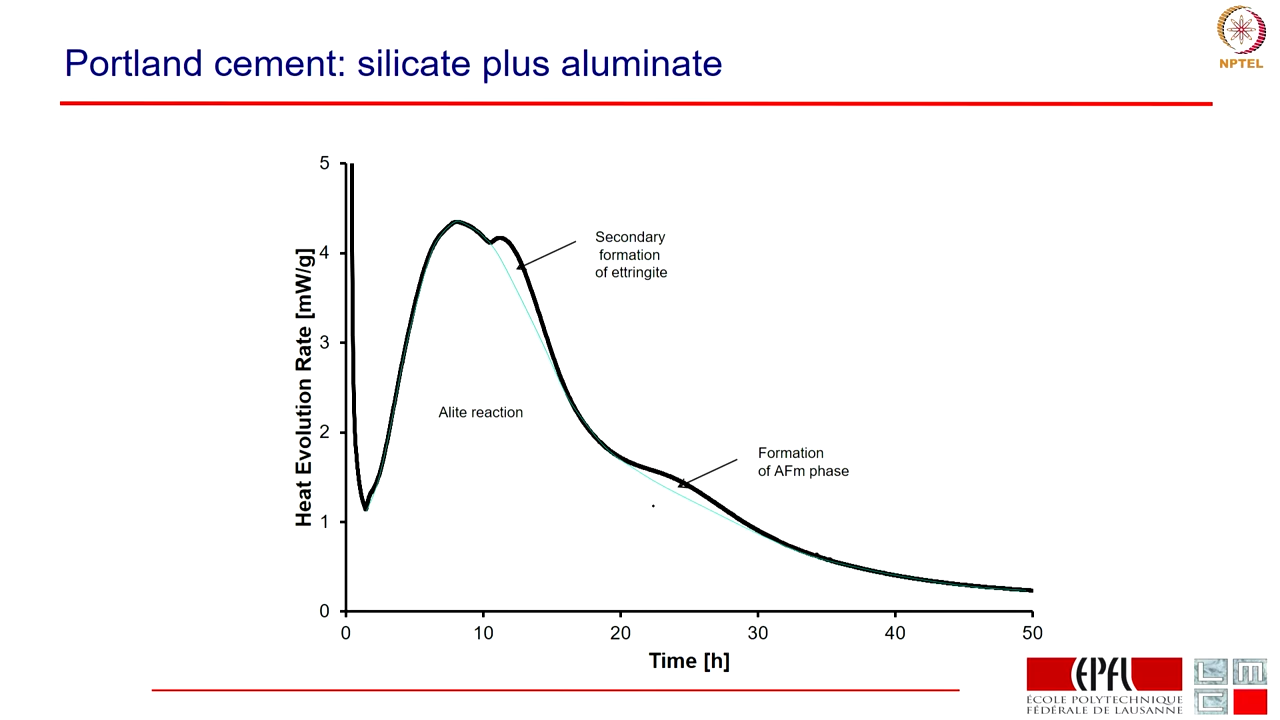 Portland cement: silicate plus aluminate
NPTEL
5
4
3
2
1
0
Heat Evolution Rate [mW/g]
Secondary
formation
of ettringite
Alite reaction
Formation
of AFm phase
0 10 20 30 40 50
Time [h]
EPFL
ÉCOLE POLYTECHNIQUE
FÉDÉRALE DE LAUSANNE
L M
C